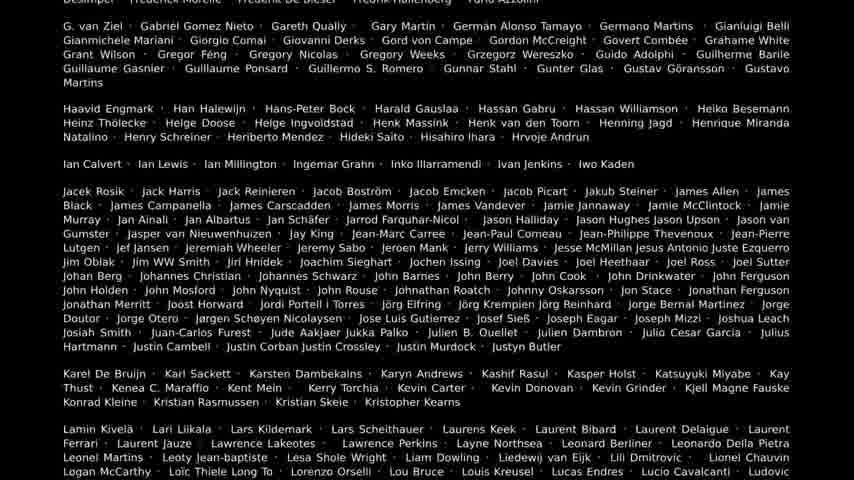 G. van Ziel · Gabriël Gomez Nieto · Gareth Qually · Gary Martin · Germán Alonso Tamayo · Germano Martins · Gianluigi Belli
Gianmichele Mariani · Giorgio Comai · Giovanni Derks · Gord von Campe · Gordon McCreight · Govert Combée · Grahame White
Grant Wilson · Gregor Féng · Gregory Nicolas · Gregory Weeks · Grzegorz Wereszko · Guido Adolphi · Guilherme Barile
Guillaume Gasnier · Guillaume Ponsard · Guillermo S. Romero · Gunnar Stahl · Gunter Glas · Gustav Göransson · Gustavo
Martins
Haavid Engmark · Han Halewijn · Hans-Peter Bock · Harald Gauslaa · Hassan Gabru · Hassan Williamson · Heiko Besemann
Heinz Thölecke · Helge Doose · Helge Ingvoldstad · Henk Massink · Henk van den Toorn · Henning Jagd · Henrique Miranda
Natalino · Henry Schreiner · Heriberto Mendez · Hideki Saito · Hisahiro Ihara · Hrvoje Andrun
Ian Calvert · Ian Lewis · Ian Millington · Ingemar Grahn · Inko Illarramendi · Ivan Jenkins · Iwo Kaden
Jacek Rosik · Jack Harris · Jack Reinieren · Jacob Boström · Jacob Emcken · Jacob Picart · Jakub Steiner · James Allen · James
Black · James Campanella · James Carscadden · James Morris · James Vandever · Jamie Jannaway · Jamie McClintock · Jamie
Murray · Jan Ainali · Jan Albartus · Jan Schäfer · Jarrod Farquhar-Nicol · Jason Halliday · Jason Hughes Jason Upson · Jason van
Gumster · Jasper van Nieuwenhuizen · Jay King · Jean-Marc Carree · Jean-Paul Comeau · Jean-Philippe Thevenoux · Jean-Pierre
Lutgen · Jef Jansen · Jeremiah Wheeler · Jeremy Sabo · Jeroen Mank · Jerry Williams · Jesse McMillan Jesus Antonio Juste Ezquerro
Jim Oblak · Jim WW Smith · Jirí Hnídek · Joachim Sieghart · Jochen Issing · Joel Davies · Joel Heethaar · Joel Ross · Joel Sutter
Johan Berg · Johannes Christian · Johannes Schwarz · John Barnes · John Berry · John Cook · John Drinkwater · John Ferguson
John Holden · John Mosford · John Nyquist · John Rouse · Johnathan Roatch · Johnny Oskarsson · Jon Stace · Jonathan Ferguson
Jonathan Merritt · Joost Horward · Jordi Portell i Torres · Jörg Elfring · Jörg Krempien Jörg Reinhard · Jorge Bernal Martinez · Jorge
Doutor · Jorge Otero · Jørgen Schøyen Nicolaysen · Jose Luis Gutierrez · Josef Sieß · Joseph Eagar · Joseph Mizzi · Joshua Leach
Josiah Smith · Juan-Carlos Furest · Jude Aakjaer Jukka Palko · Julien B. Ouellet · Julien Dambron · Julio Cesar Garcia · Julius
Hartmann · Justin Cambell · Justin Corban Justin Crossley · Justin Murdock · Justyn Butler
Karel De Bruijn · Karl Sackett · Karsten Dambekalns · Karyn Andrews · Kashif Rasul · Kasper Holst · Katsuyuki Miyabe · Kay
Thust · Kenea C. Maraffio · Kent Mein · Kerry Torchia · Kevin Carter · Kevin Donovan · Kevin Grinder · Kjell Magne Fauske
Konrad Kleine · Kristian Rasmussen · Kristian Skeie · Kristopher Kearns
Lamin Kivelä · Lari Liikala · Lars Kildemark · Lars Scheithauer · Laurens Keek · Laurent Bibard · Laurent Delaigue · Laurent
Ferrari · Laurent Jauze · Lawrence Lakeotes · Lawrence Perkins · Layne Northsea · Leonard Berliner · Leonardo Della Pietra
Leonel Martins · Leoty Jean-baptiste · Lesa Shole Wright · Liam Dowling · Liedewij van Eijk · Lili Dmitrovic · Lionel Chauvin
Logan McCarthy · Loïc Thiele Long To · Lorenzo Orselli · Lou Bruce · Louis Kreusel · Lucas Endres · Lucio Cavalcanti · Ludovic